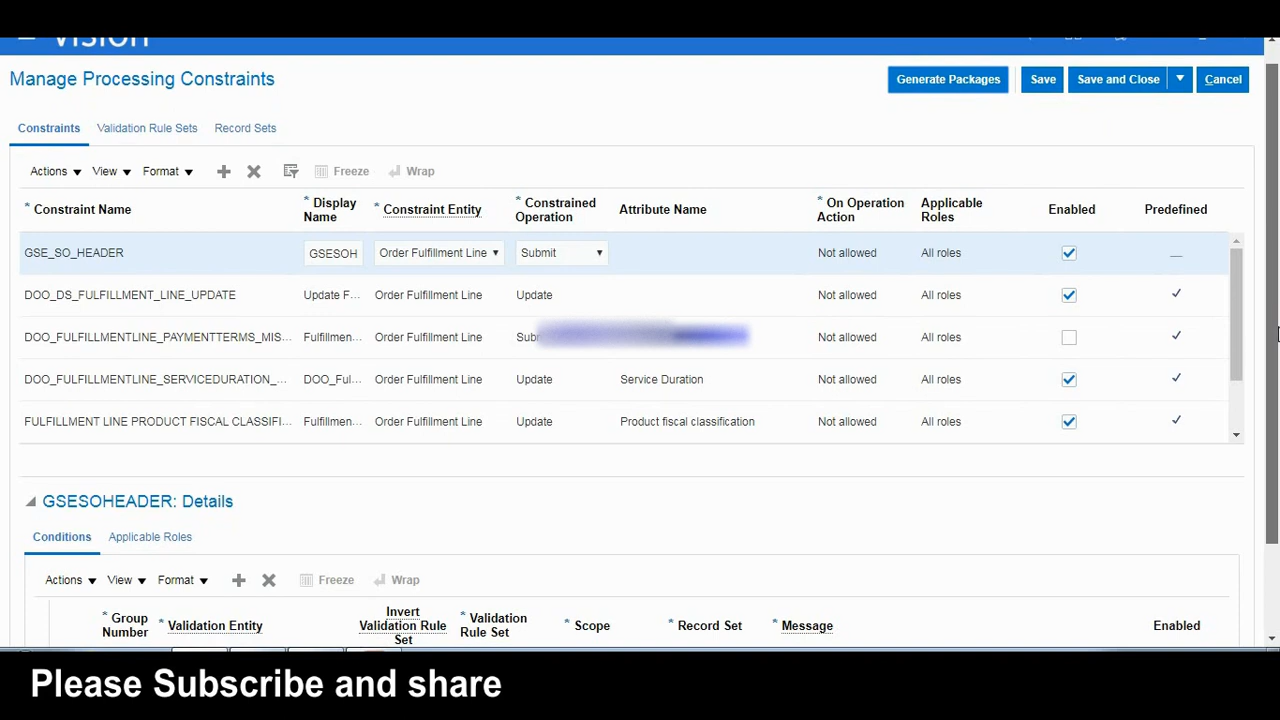 Manage Processing Constraints
Generate Packages Save Save and Close Cancel
Constraints Validation Rule Sets Record Sets
Actions View Format Freeze Wrap
* Constraint Name * Display Name * Constraint Entity * Constrained Operation Attribute Name * On Operation Action Applicable Roles Enabled Predefined
GSE_SO_HEADER GSESOH Order Fulfillment Line Submit Not allowed All roles
DOO_DS_FULFILLMENT_LINE_UPDATE Update F... Order Fulfillment Line Update Not allowed All roles
DOO_FULFILLMENTLINE_PAYMENTTERMS_MIS... Fulfillmen... Order Fulfillment Line Not allowed All roles
DOO_FULFILLMENTLINE_SERVICEDURATION_... DOO_Ful... Order Fulfillment Line Update Service Duration Not allowed All roles
FULFILLMENT LINE PRODUCT FISCAL CLASSIFI... Fulfillmen... Order Fulfillment Line Update Product fiscal classification Not allowed All roles
GSESOHEADER: Details
Conditions Applicable Roles
Actions View Format Freeze Wrap
* Group Number * Validation Entity Invert Validation Rule Set * Validation Rule Set * Scope * Record Set * Message Enabled
Please Subscribe and share